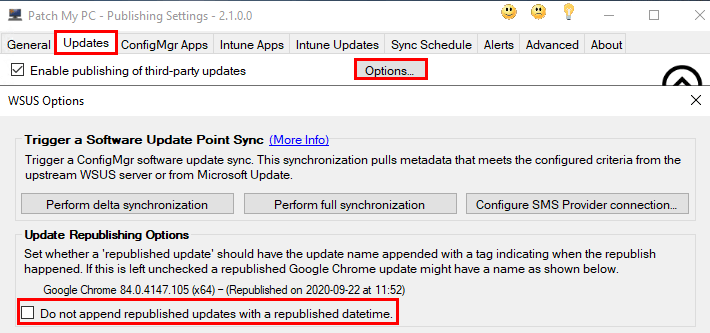 Patch My PC - Publishing Settings - 2.1.0.0
General Updates ConfigMgr Apps Intune Apps Intune Updates Sync Schedule Alerts Advanced About
Enable publishing of third-party updates Options...
WSUS Options
Trigger a Software Update Point Sync (More Info)
Trigger a ConfigMgr software update sync. This synchronization pulls metadata that meets the configured criteria from the
upstream WSUS server or from Microsoft Update.
Perform delta synchronization Perform full synchronization Configure SMS Provider connection...
Update Republishing Options
Set whether a 'republished update' should have the update name appended with a tag indicating when the republish
happened. If this is left unchecked a republished Google Chrome update might have a name as shown below.
Google Chrome 84.0.4147.105 (x64) – (Republished on 2020-09-22 at 11:52)
Do not append republished updates with a republished datetime.